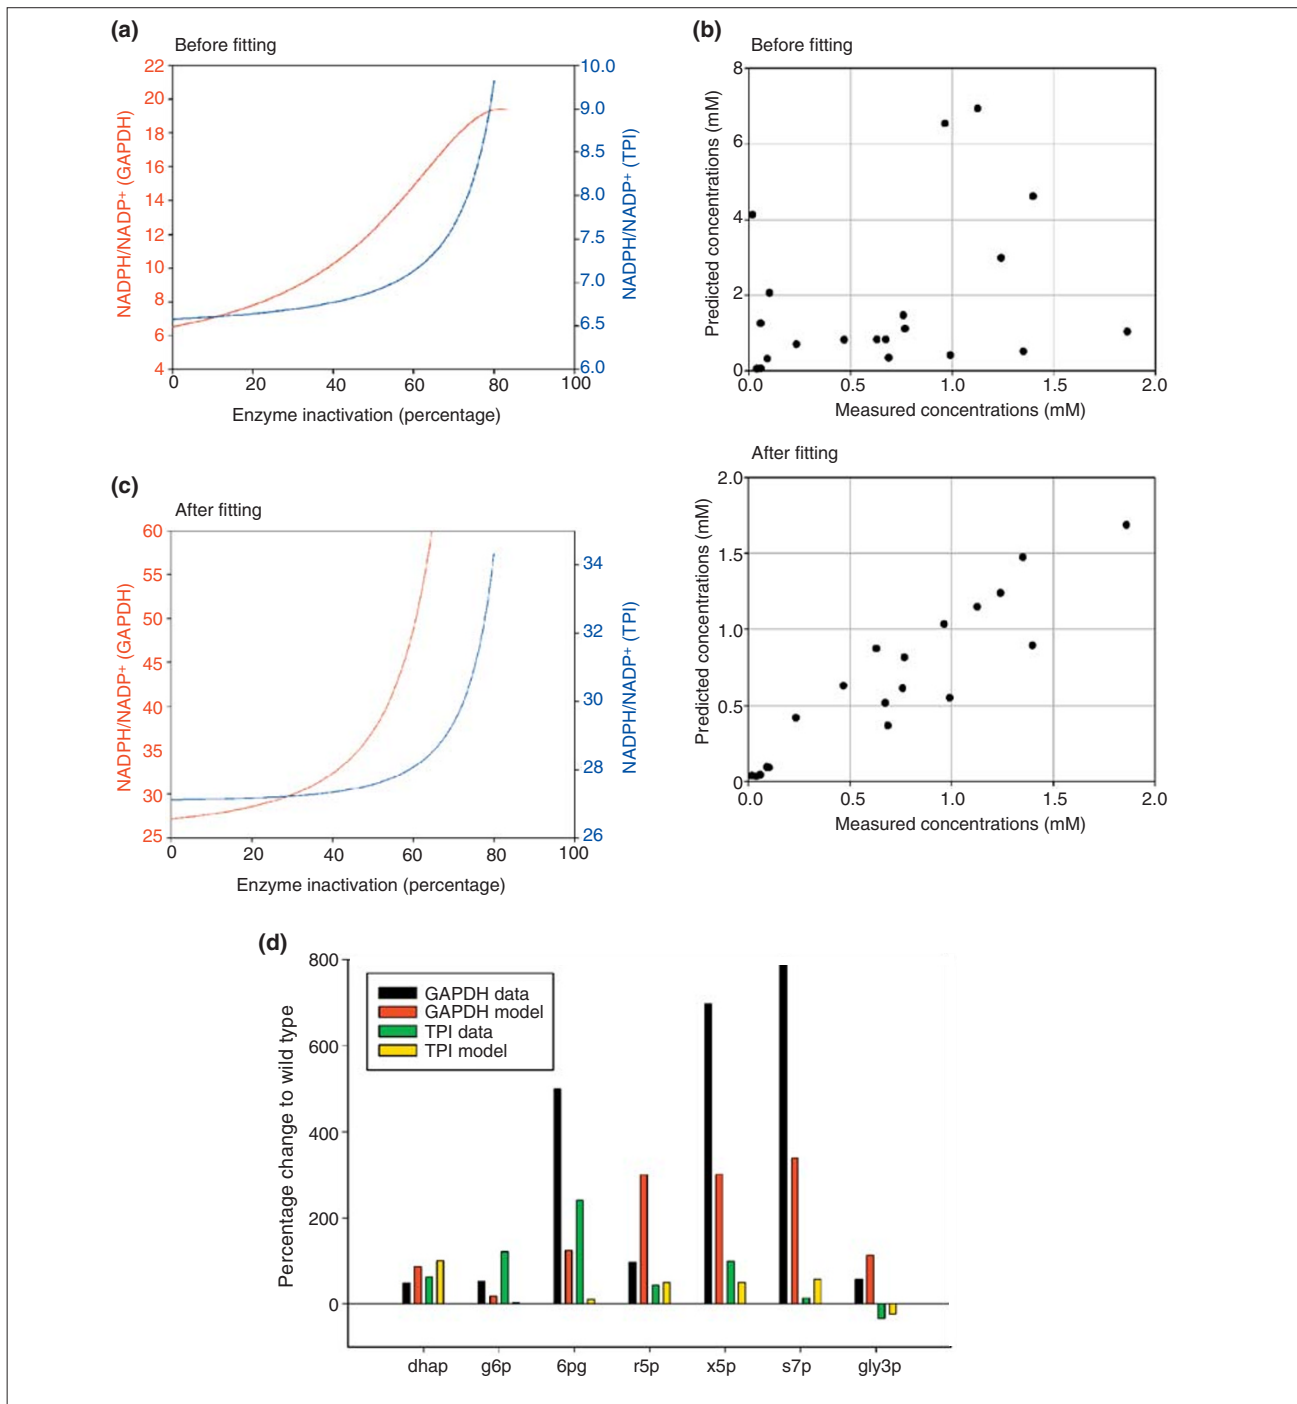 (a)
Before fitting
22
20
18
16
14
12
10
8
6
4
NADPH/NADP+ (GAPDH)
10.0
9.0
8.5
8.0
7.5
7.0
6.5
6.0
NADPH/NADP+ (TPI)
0 20 40 60 80 100
Enzyme inactivation (percentage)
(b)
Before fitting
8
6
4
2
0
Predicted concentrations (mM)
0.0 0.5 1.0 1.5 2.0
Measured concentrations (mM)
After fitting
2.0
1.5
1.0
0.5
0
Predicted concentrations (mM)
0.0 0.5 1.0 1.5 2.0
Measured concentrations (mM)
(c)
After fitting
60
55
50
45
40
35
30
25
NADPH/NADP+ (GAPDH)
34
32
30
28
26
NADPH/NADP+ (TPI)
0 20 40 60 80 100
Enzyme inactivation (percentage)
(d)
800
600
400
200
0
Percentage change to wild type
GAPDH data
GAPDH model
TPI data
TPI model
dhap g6p 6pg r5p x5p s7p gly3p